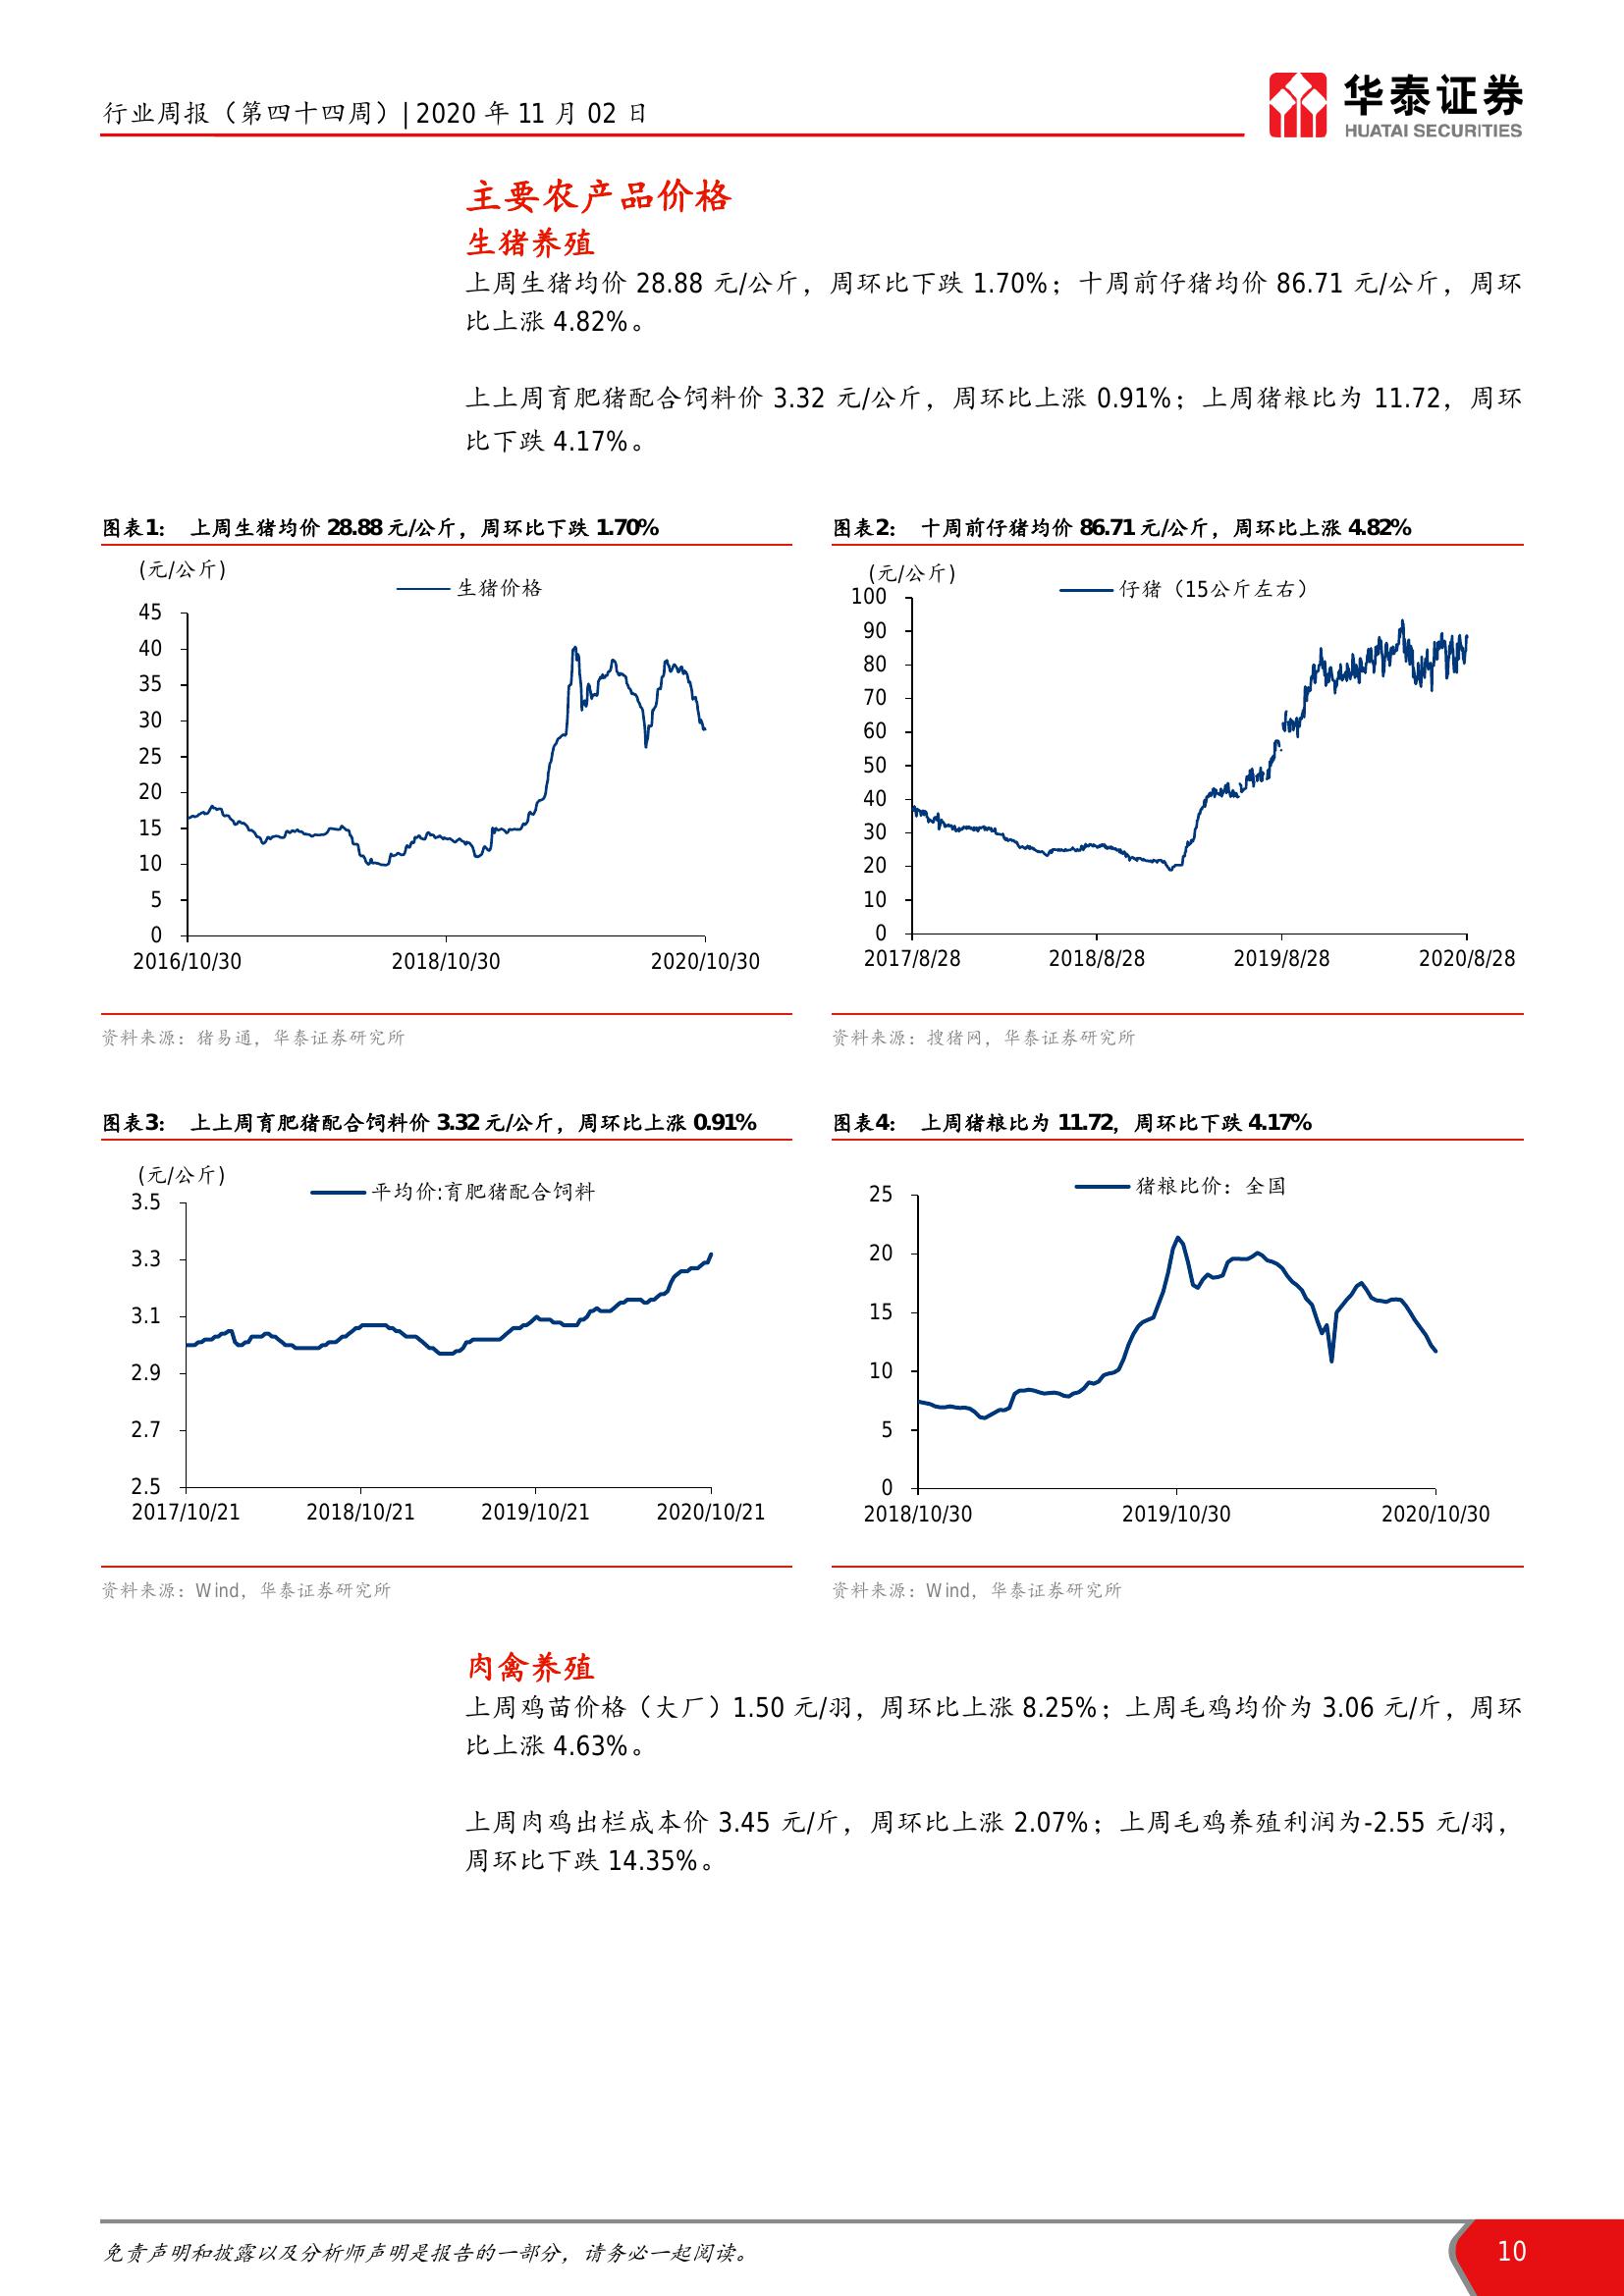 行业周报（第四十四周）| 2020 年 11 月 02 日
华泰证券
HUATAI SECURITIES
主要农产品价格
生猪养殖
上周生猪均价 28.88 元/公斤，周环比下跌 1.70%；十周前仔猪均价 86.71 元/公斤，周环
比上涨 4.82%。
上上周育肥猪配合饲料价 3.32 元/公斤，周环比上涨 0.91%；上周猪粮比为 11.72，周环
比下跌 4.17%。
图表1： 上周生猪均价 28.88 元/公斤，周环比下跌 1.70%
(元/公斤)
生猪价格
45
40
35
30
25
20
15
10
5
0
2016/10/30 2018/10/30 2020/10/30
资料来源：猪易通，华泰证券研究所
图表2： 十周前仔猪均价 86.71 元/公斤，周环比上涨 4.82%
(元/公斤)
仔猪（15公斤左右）
100
90
80
70
60
50
40
30
20
10
0
2017/8/28 2018/8/28 2019/8/28 2020/8/28
资料来源：搜猪网，华泰证券研究所
图表3： 上上周育肥猪配合饲料价 3.32 元/公斤，周环比上涨 0.91%
(元/公斤)
平均价:育肥猪配合饲料
3.5
3.3
3.1
2.9
2.7
2.5
2017/10/21 2018/10/21 2019/10/21 2020/10/21
资料来源：Wind，华泰证券研究所
图表4： 上周猪粮比为 11.72，周环比下跌 4.17%
猪粮比价：全国
25
20
15
10
5
0
2018/10/30 2019/10/30 2020/10/30
资料来源：Wind，华泰证券研究所
肉禽养殖
上周鸡苗价格（大厂）1.50 元/羽，周环比上涨 8.25%；上周毛鸡均价为 3.06 元/斤，周环
比上涨 4.63%。
上周肉鸡出栏成本价 3.45 元/斤，周环比上涨 2.07%；上周毛鸡养殖利润为-2.55 元/羽，
周环比下跌 14.35%。
免责声明和披露以及分析师声明是报告的一部分，请务必一起阅读。
10